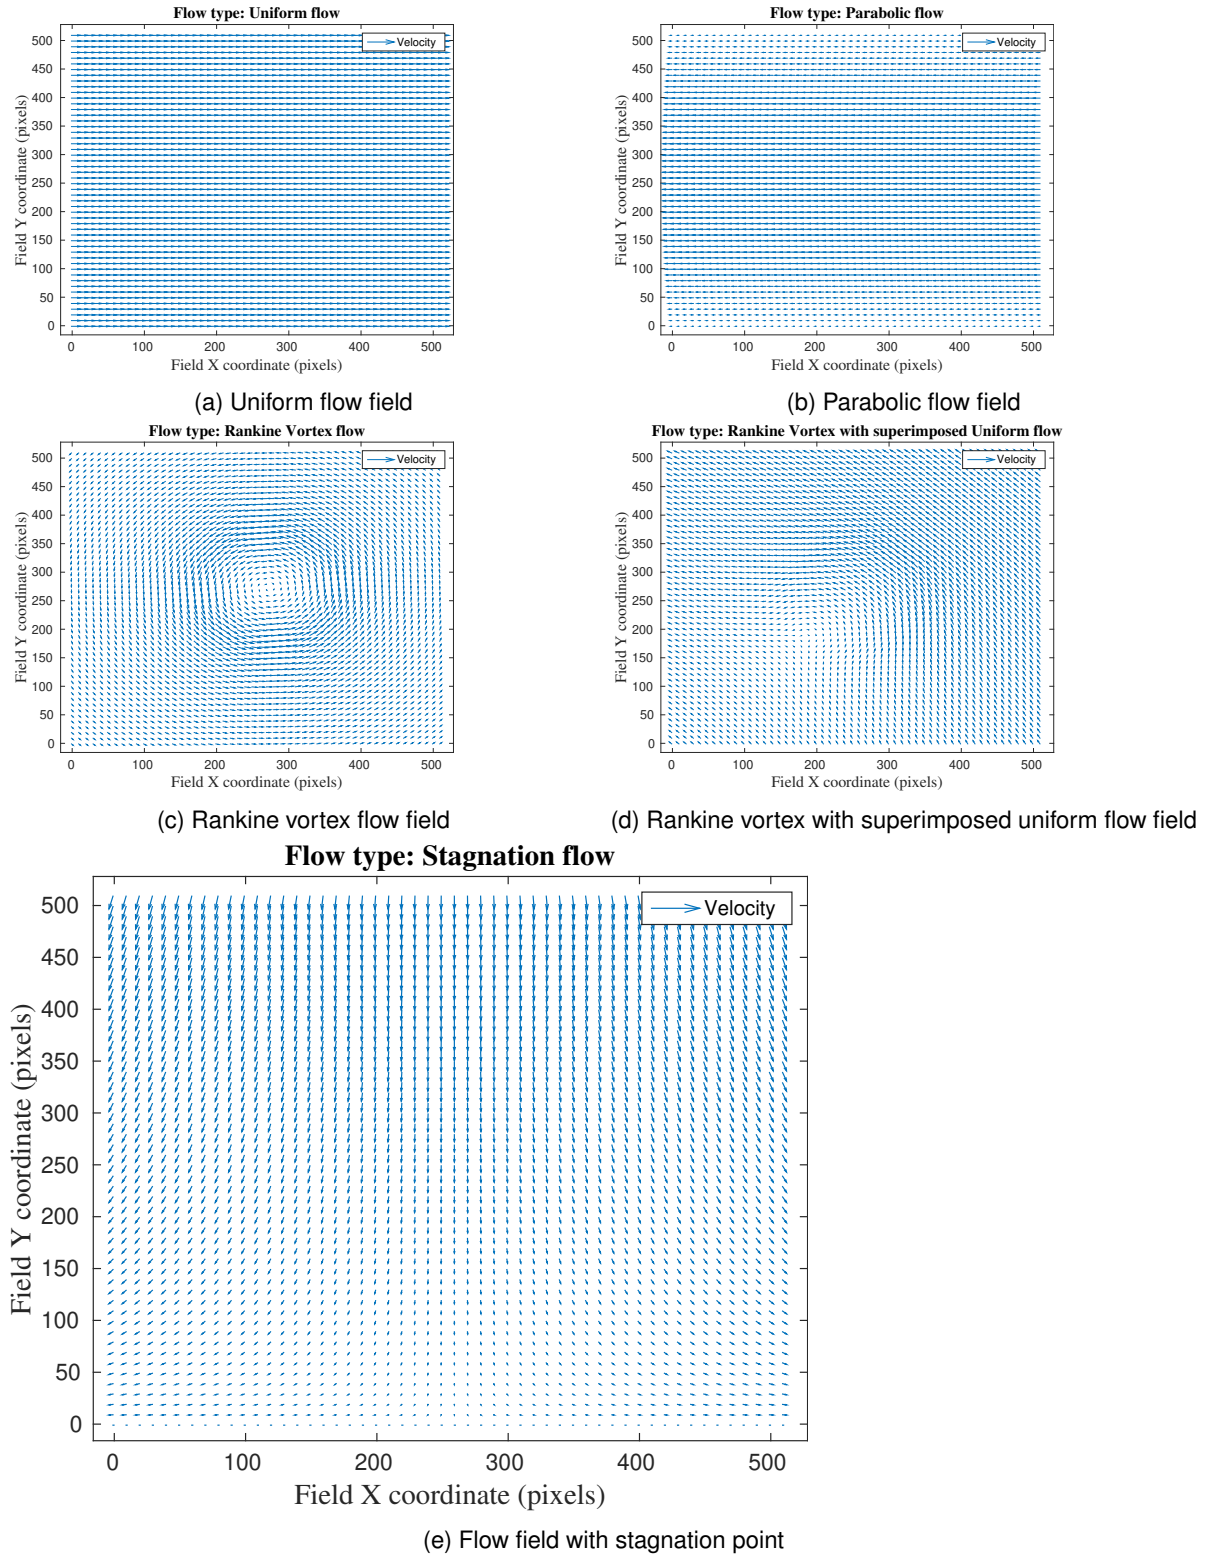 Flow type: Uniform flow
Velocity
500
450
400
350
300
250
200
150
100
50
0
Field Y coordinate (pixels)
0 100 200 300 400 500
Field X coordinate (pixels)
(a) Uniform flow field
Flow type: Parabolic flow
Velocity
500
450
400
350
300
250
200
150
100
50
0
Field Y coordinate (pixels)
0 100 200 300 400 500
Field X coordinate (pixels)
(b) Parabolic flow field
Flow type: Rankine Vortex flow
Velocity
500
450
400
350
300
250
200
150
100
50
0
Field Y coordinate (pixels)
0 100 200 300 400 500
Field X coordinate (pixels)
(c) Rankine vortex flow field
Flow type: Rankine Vortex with superimposed Uniform flow
Velocity
500
450
400
350
300
250
200
150
100
50
0
Field Y coordinate (pixels)
0 100 200 300 400 500
Field X coordinate (pixels)
(d) Rankine vortex with superimposed uniform flow field
Flow type: Stagnation flow
Velocity
500
450
400
350
300
250
200
150
100
50
0
Field Y coordinate (pixels)
0 100 200 300 400 500
Field X coordinate (pixels)
(e) Flow field with stagnation point